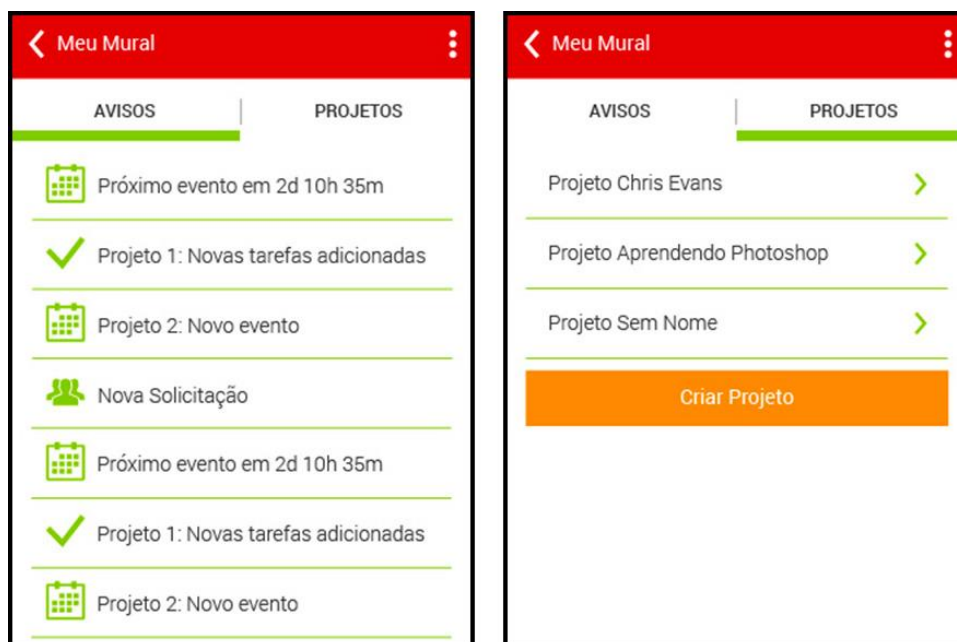 Meu Mural
AVISOS
PROJETOS
Próximo evento em 2d 10h 35m
Projeto 1: Novas tarefas adicionadas
Projeto 2: Novo evento
Nova Solicitação
Próximo evento em 2d 10h 35m
Projeto 1: Novas tarefas adicionadas
Projeto 2: Novo evento
Meu Mural
AVISOS
PROJETOS
Projeto Chris Evans
Projeto Aprendendo Photoshop
Projeto Sem Nome
Criar Projeto